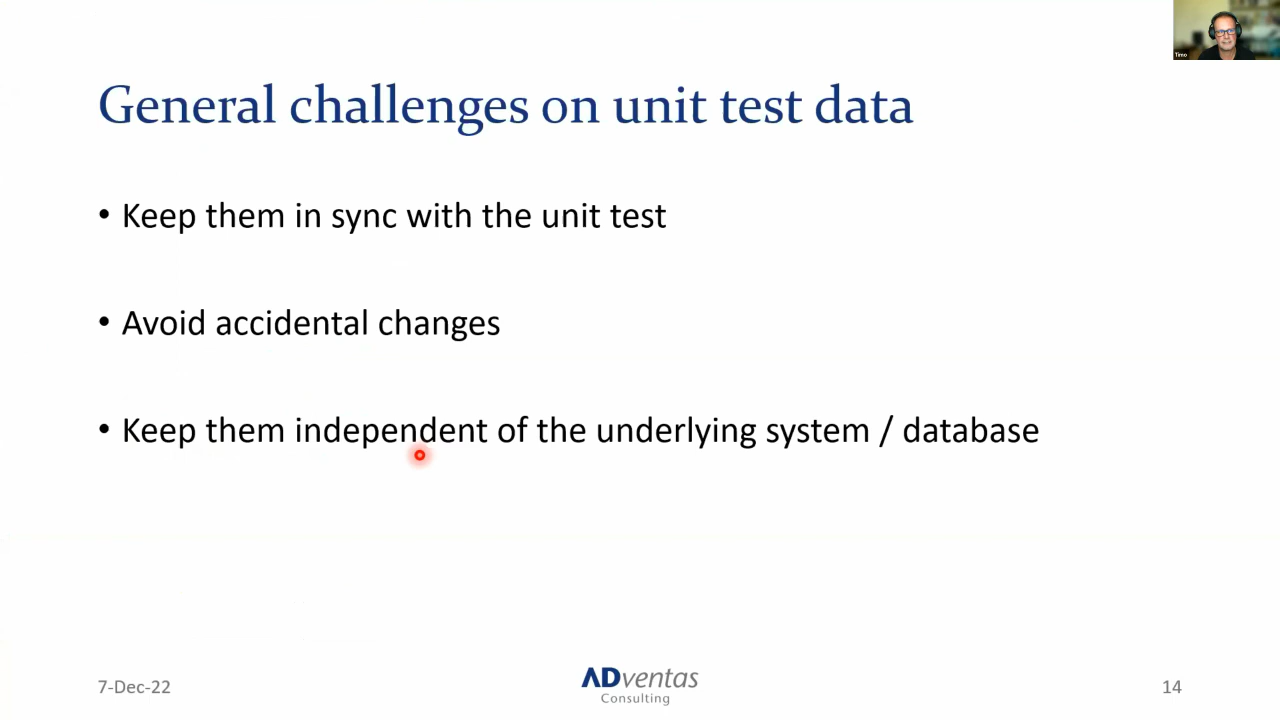 Timo
General challenges on unit test data
• Keep them in sync with the unit test
• Avoid accidental changes
• Keep them independent of the underlying system / database
7-Dec-22
ADventas
Consulting
14